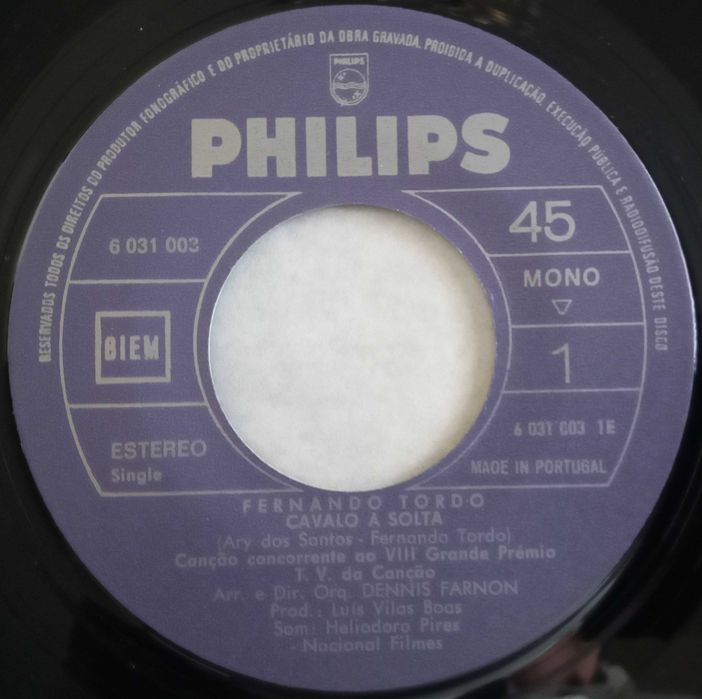 RESERVADOS TODOS OS DIREITOS DO PRODUTOR FONOGRÁFICO E DO PROPRIETÁRIO DA OBRA GRAVADA. PROIBIDA A DUPLICAÇÃO, EXECUÇÃO PÚBLICA E RADIODIFUSÃO DESTE DISCO
PHILIPS
PHILIPS
6 031 003
45
MONO
BIEM
1
ESTEREO
Single
6 031 003 1E
MADE IN PORTUGAL
FERNANDO TORDO
CAVALO À SOLTA
(Ary dos Santos - Fernando Tordo)
Canção concorrente ao VIII Grande Prémio
T. V. da Canção
Arr. e Dir. Orq. DENNIS FARNON
Prod.: Luís Vilas Boas
Som: Heliodoro Pires
- Nacional Filmes